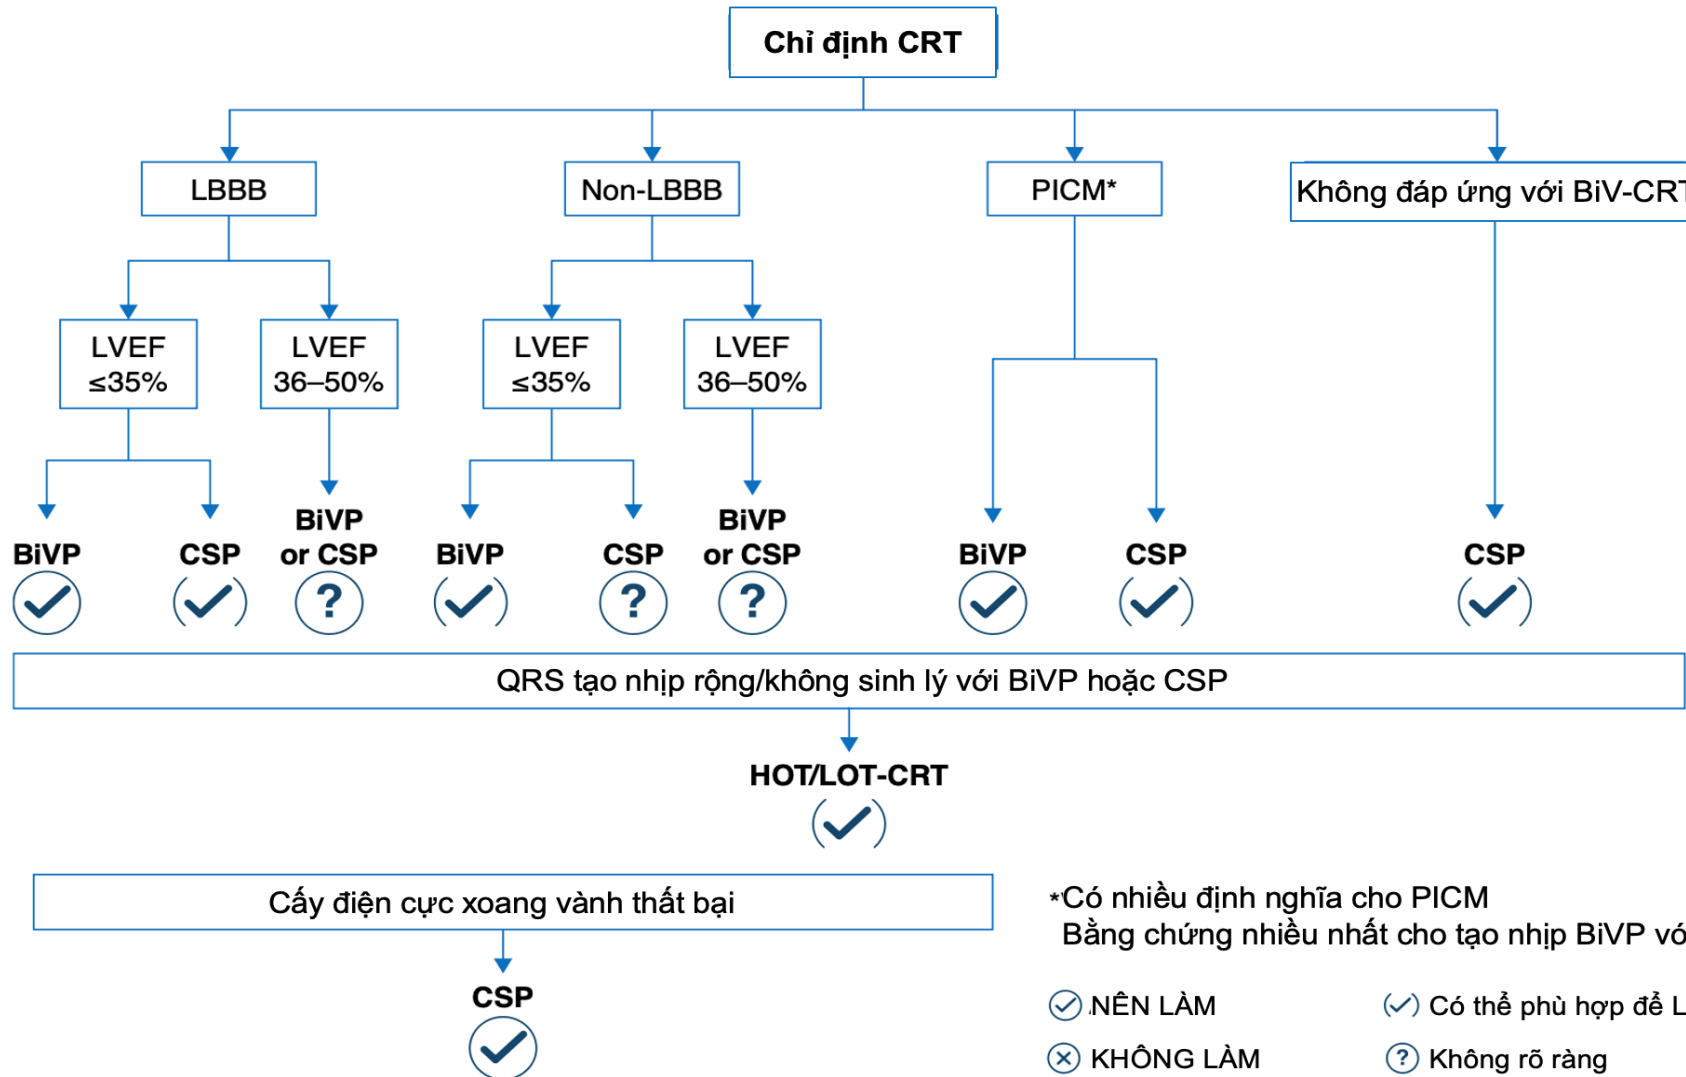 Chỉ định CRT
LBBB
Non-LBBB
PICM*
Không đáp ứng với BiV-CRT
LVEF
≤35%
LVEF
36–50%
LVEF
≤35%
LVEF
36–50%
BiVP
CSP
BiVP
or CSP
?
BiVP
CSP
?
BiVP
or CSP
?
BiVP
CSP
CSP
QRS tạo nhịp rộng/không sinh lý với BiVP hoặc CSP
HOT/LOT-CRT
Cấy điện cực xoang vành thất bại
CSP
*Có nhiều định nghĩa cho PICM
Bằng chứng nhiều nhất cho tạo nhịp BiVP vớ
NÊN LÀM
Có thể phù hợp để L
KHÔNG LÀM
? Không rõ ràng